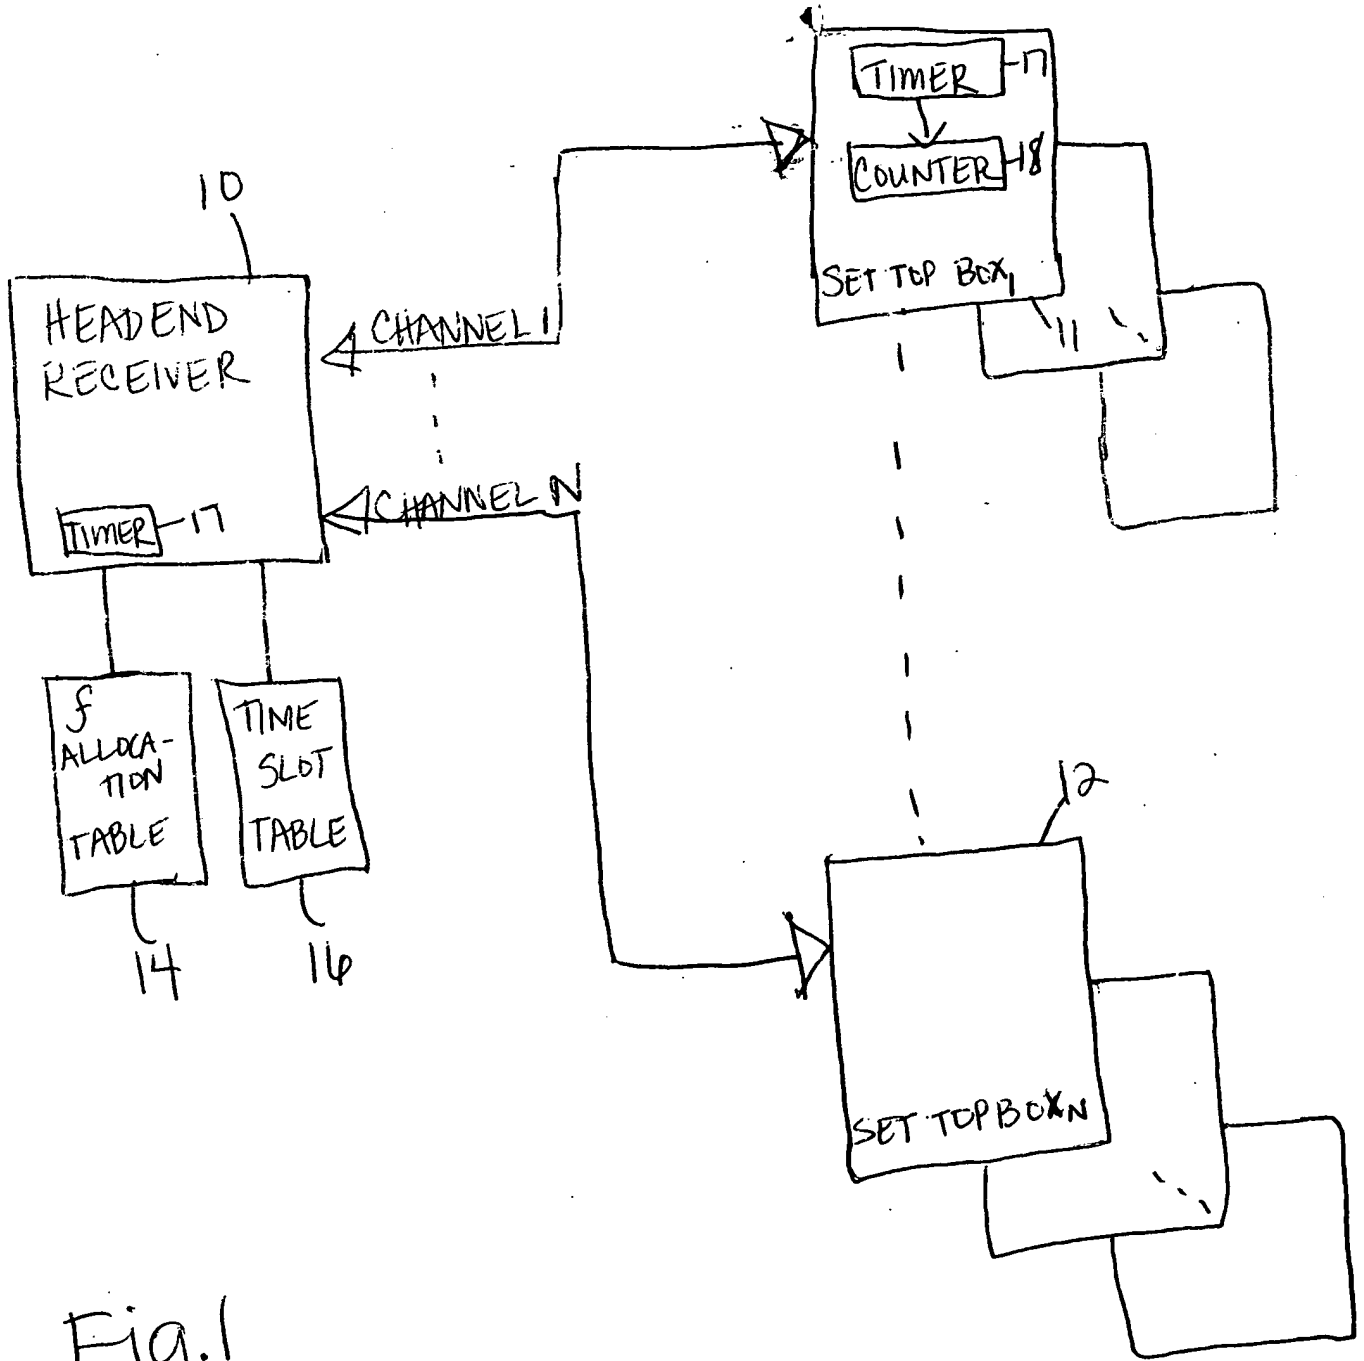 TIMER
17
COUNTER
18
SET TOP BOX1
11
10
HEADEND
RECEIVER
CHANNEL 1
CHANNEL N
TIMER
17
f
ALLOCA-
TION
TABLE
14
TIME
SLOT
TABLE
16
12
SET TOP BOXN
Fig.1